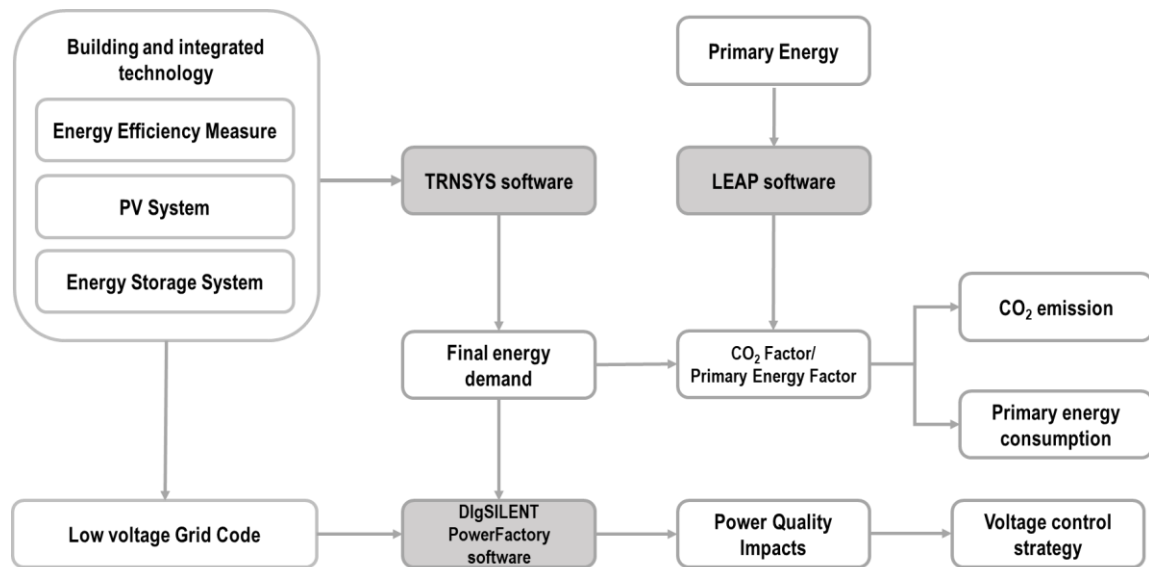 Building and integrated
technology
Energy Efficiency Measure
PV System
Energy Storage System
Primary Energy
TRNSYS software
LEAP software
Final energy
demand
CO₂ Factor/
Primary Energy Factor
CO₂ emission
Primary energy
consumption
Low voltage Grid Code
DIgSILENT
PowerFactory
software
Power Quality
Impacts
Voltage control
strategy